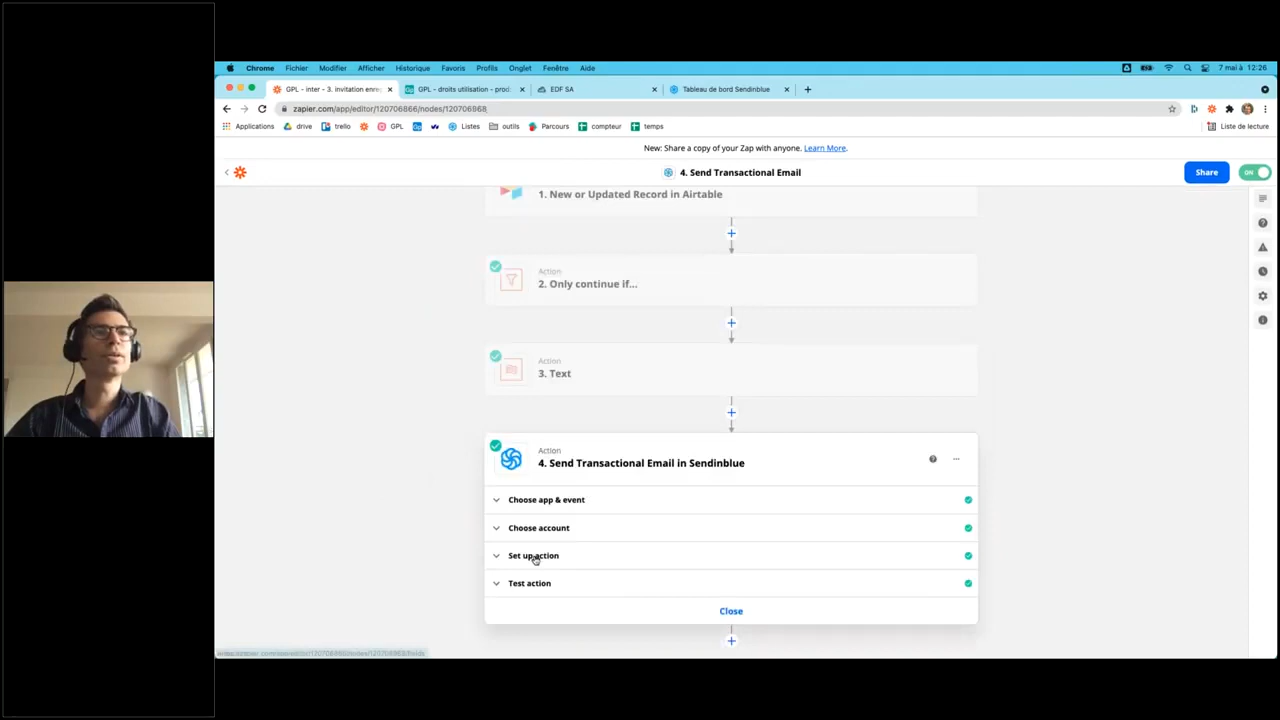 Chrome Fichier Modifier Afficher Historique Favoris Profils Onglet Fenêtre Aide 7 mai à 12:26
GPL - inter - 3. invitation enre GPL - droits utilisation - prod EDF SA Tableau de bord Sendinblue
zapier.com/app/editor/120706866/nodes/120706968
Applications drive trello GPL Listes outils Parcours compteur temps Liste de lecture
New: Share a copy of your Zap with anyone. Learn More.
4. Send Transactional Email Share ON
1. New or Updated Record in Airtable
Action
2. Only continue if...
Action
3. Text
Action
4. Send Transactional Email in Sendinblue
Choose app & event
Choose account
Set up action
Test action
Close